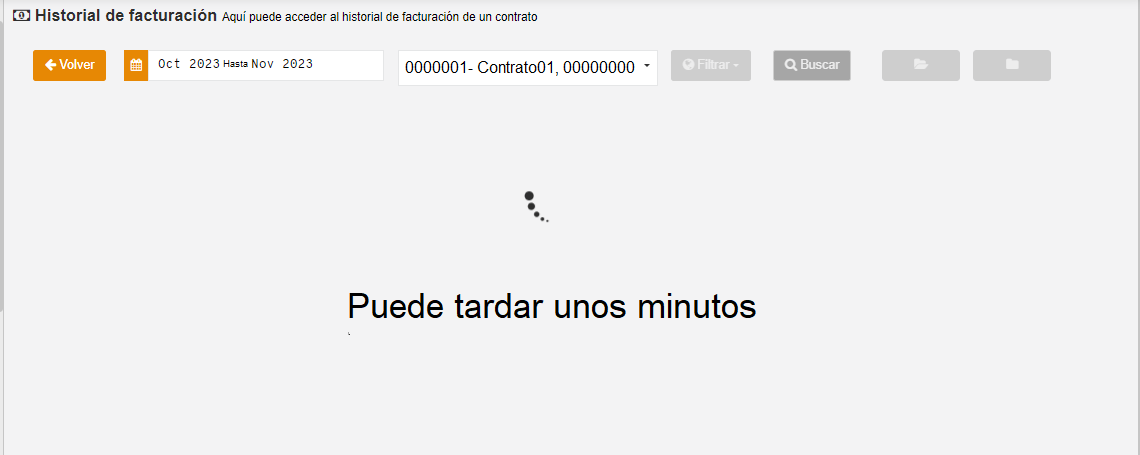 Historial de facturación Aquí puede acceder al historial de facturación de un contrato
Volver Oct 2023 Hasta Nov 2023 0000001- Contrato01, 00000000 Filtrar Buscar
Puede tardar unos minutos